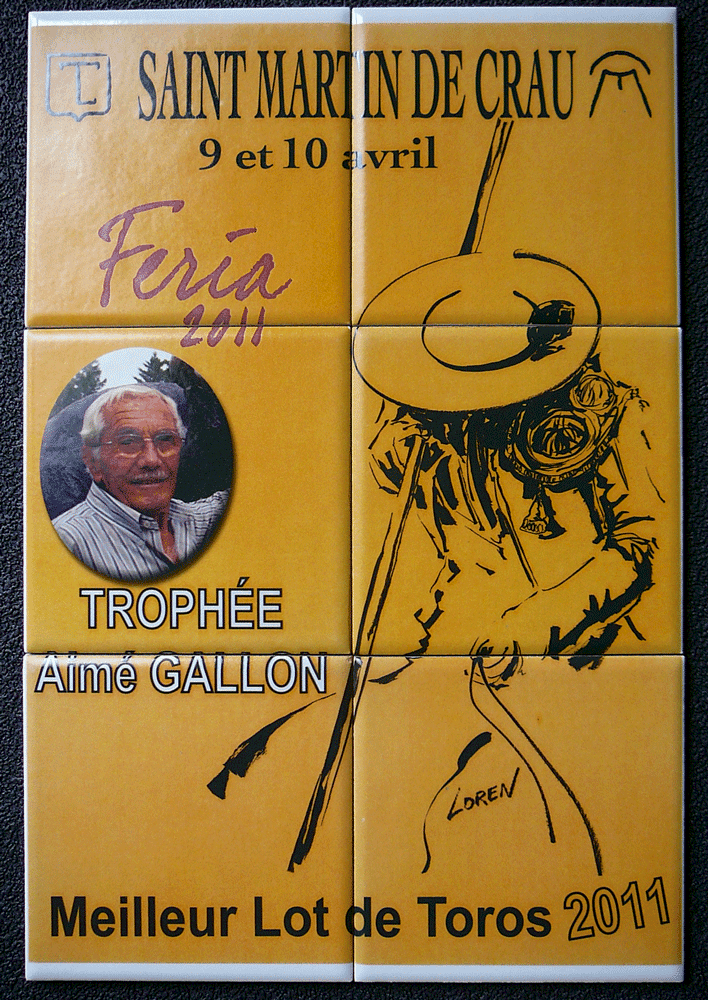 SAINT MARTIN DE CRAU
9 et 10 avril
Feria
2011
TROPHÉE
Aimé GALLON
LOREN
Meilleur Lot de Toros 2011